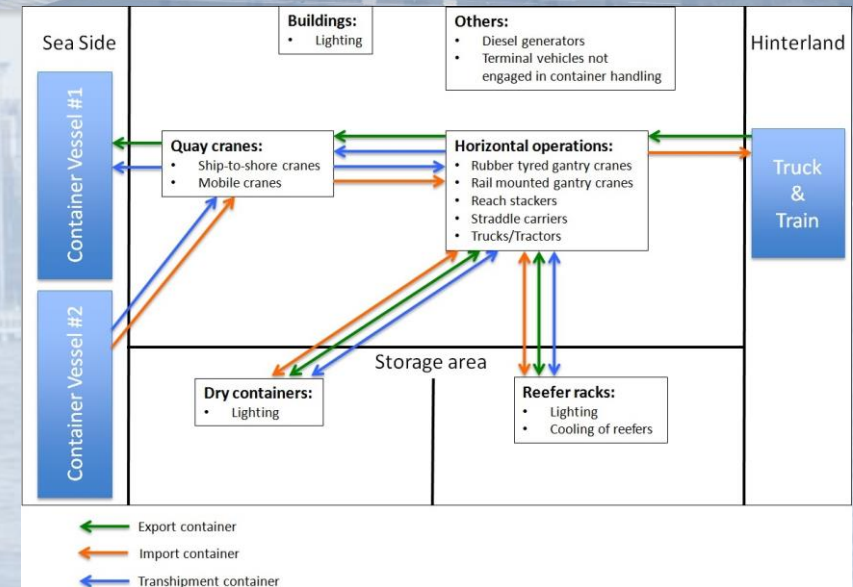 Sea Side
Buildings:
• Lighting
Others:
• Diesel generators
• Terminal vehicles not
engaged in container handling
Hinterland
Container Vessel #1
Quay cranes:
• Ship-to-shore cranes
• Mobile cranes
Horizontal operations:
• Rubber tyred gantry cranes
• Rail mounted gantry cranes
• Reach stackers
• Straddle carriers
• Trucks/Tractors
Truck
&
Train
Container Vessel #2
Storage area
Dry containers:
• Lighting
Reefer racks:
• Lighting
• Cooling of reefers
Export container
Import container
Transhipment container